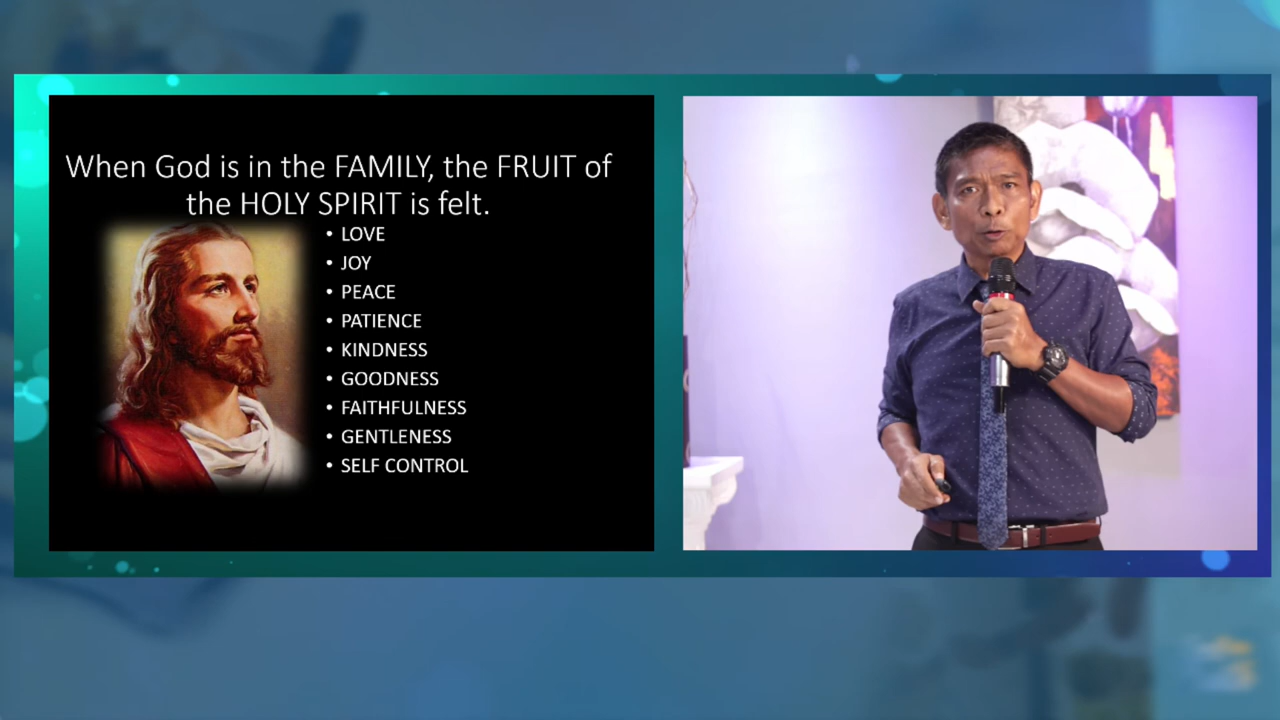 When God is in the FAMILY, the FRUIT of
the HOLY SPIRIT is felt.
• LOVE
• JOY
• PEACE
• PATIENCE
• KINDNESS
• GOODNESS
• FAITHFULNESS
• GENTLENESS
• SELF CONTROL